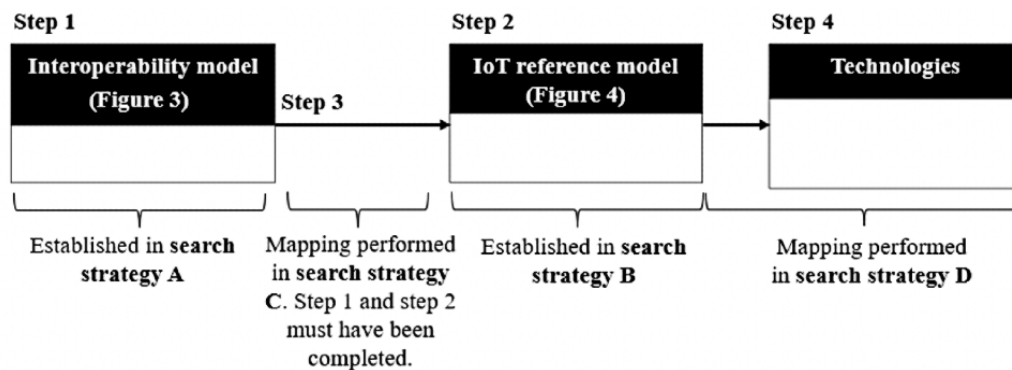 Step 1
Interoperability model
(Figure 3)
Step 3
Step 2
IoT reference model
(Figure 4)
Step 4
Technologies
Established in search
strategy A
Mapping performed
in search strategy
C. Step 1 and step 2
must have been
completed.
Established in search
strategy B
Mapping performed
in search strategy D